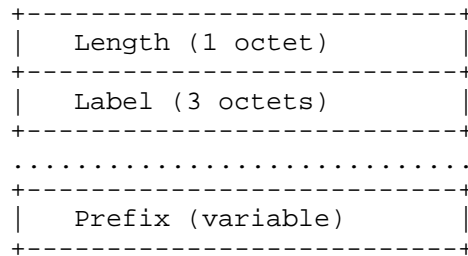 +---------------------------+
|   Length (1 octet)        |
+---------------------------+
|   Label (3 octets)        |
+---------------------------+
.............................
+---------------------------+
|   Prefix (variable)       |
+---------------------------+